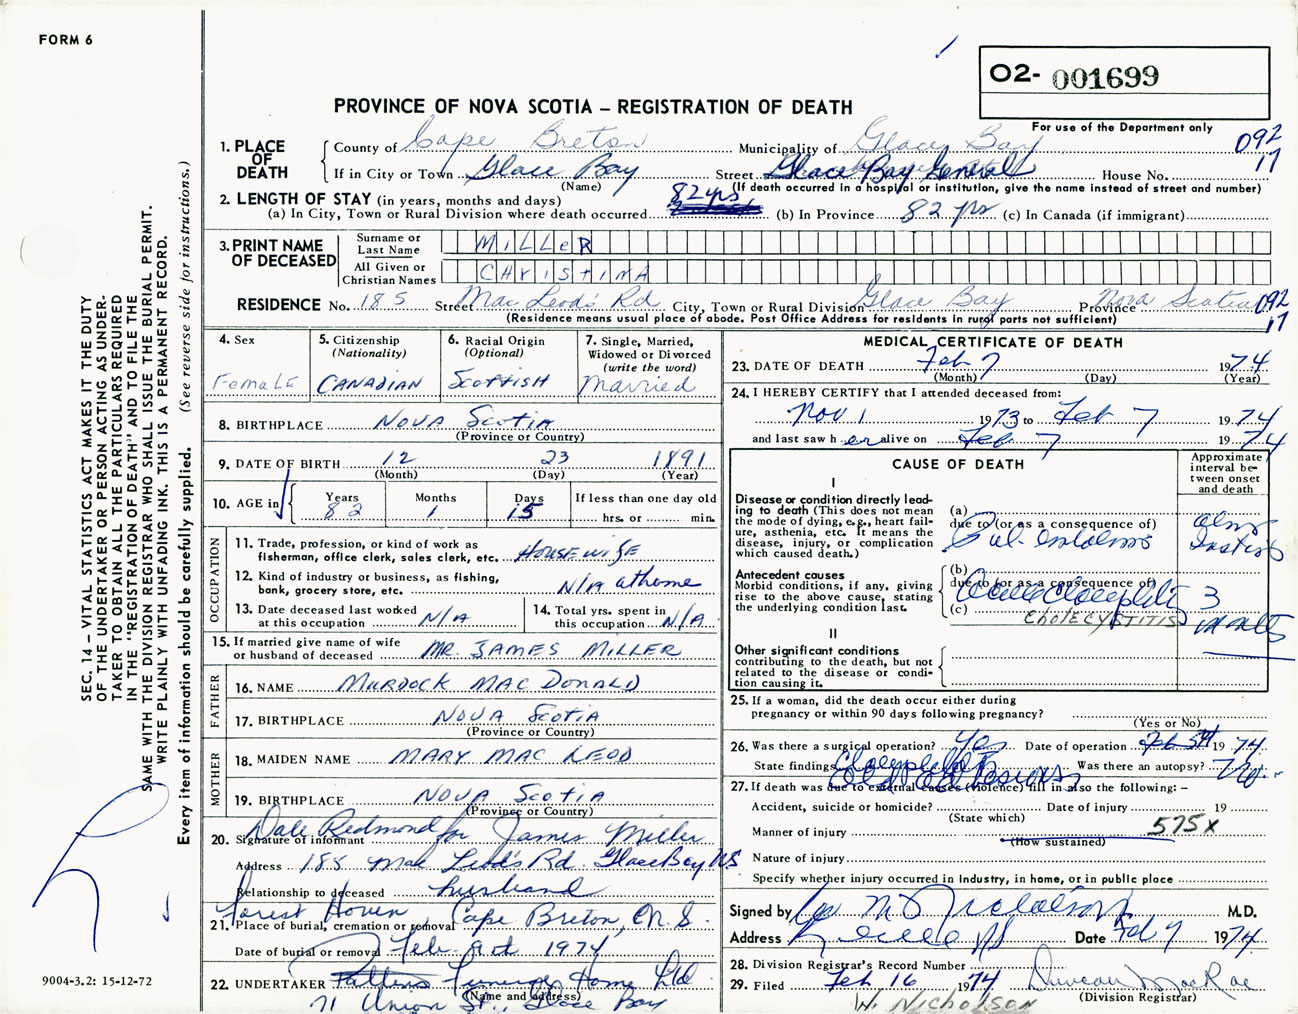 FORM 6
O2- 001699
PROVINCE OF NOVA SCOTIA – REGISTRATION OF DEATH
For use of the Department only
092
17
1. PLACE OF DEATH
County of Cape Breton Municipality of Glace Bay
If in City or Town Glace Bay Street Glace Bay General House No.
(Name) (If death occurred in a hospital or institution, give the name instead of street and number)
2. LENGTH OF STAY (in years, months and days) 82 yrs
(a) In City, Town or Rural Division where death occurred (b) In Province 82 yrs (c) In Canada (if immigrant)
3. PRINT NAME OF DECEASED
Surname or Last Name MILLER
All Given or Christian Names CHRISTINA
RESIDENCE No. 185 Street Mac Leod's Rd City, Town or Rural Division Glace Bay Province Nova Scotia 092
17
(Residence means usual place of abode. Post Office Address for residents in rural parts not sufficient)
4. Sex
Female
5. Citizenship
(Nationality)
CANADIAN
6. Racial Origin
(Optional)
Scottish
7. Single, Married,
Widowed or Divorced
(write the word)
Married
8. BIRTHPLACE NOVA Scotia
(Province or Country)
9. DATE OF BIRTH 12 23 1891
(Month) (Day) (Year)
10. AGE in
Years Months Days If less than one day old
82 1 15 hrs. or min.
OCCUPATION
11. Trade, profession, or kind of work as
fisherman, office clerk, sales clerk, etc. Housewife
12. Kind of industry or business, as fishing,
bank, grocery store, etc. N/A at home
13. Date deceased last worked
at this occupation N/A
14. Total yrs. spent in
this occupation N/A
15. If married give name of wife
or husband of deceased MR. JAMES MILLER
FATHER
16. NAME MURDOCK MAC DONALD
17. BIRTHPLACE NOVA Scotia
(Province or Country)
MOTHER
18. MAIDEN NAME MARY MAC LEOD
19. BIRTHPLACE NOVA Scotia
(Province or Country)
20. Signature of informant Dale Redmond for James Miller
Address 185 Mac Leod's Rd. Glace Bay NS
Relationship to deceased husband
Forest Haven, Cape Breton, N.S.
21. Place of burial, cremation or removal
Date of burial or removal Feb. 1974
22. UNDERTAKER Pattens Funeral Home Ltd
(Name and address)
71 Union St., Glace Bay
MEDICAL CERTIFICATE OF DEATH
23. DATE OF DEATH Feb 7 1974
(Month) (Day) (Year)
24. I HEREBY CERTIFY that I attended deceased from:
Nov 1 1973 to Feb 7 1974
and last saw her alive on Feb 7 1974
CAUSE OF DEATH
Approximate interval between onset and death
I
Disease or condition directly leading to death (This does not mean the mode of dying, e.g., heart failure, asthenia, etc. It means the disease, injury, or complication which caused death.)
(a)
due to (or as a consequence of)
Pul. embolus
Antecedent causes
Morbid conditions, if any, giving rise to the above cause, stating the underlying condition last.
(b)
due to (or as a consequence of)
(c)
CHOLECYSTITIS
3
II
Other significant conditions
contributing to the death, but not related to the disease or condition causing it.
25. If a woman, did the death occur either during
pregnancy or within 90 days following pregnancy?
(Yes or No)
26. Was there a surgical operation? Yes Date of operation Feb 5th 1974
State findings Was there an autopsy? no
27. If death was due to external causes (violence) fill in also the following: –
Accident, suicide or homicide? Date of injury 19
(State which)
Manner of injury 575x
(How sustained)
Nature of injury
Specify whether injury occurred in industry, in home, or in public place
Signed by M.D.
Address Date Feb 7 1974
28. Division Registrar's Record Number
29. Filed Feb 16 1974 Duncan MacRae
(Division Registrar)
W. NICHOLSON
SEC. 14 – VITAL STATISTICS ACT MAKES IT THE DUTY
OF THE UNDERTAKER OR PERSON ACTING AS UNDERTAKER TO OBTAIN ALL THE PARTICULARS REQUIRED
IN THE "REGISTRATION OF DEATH" AND TO FILE THE
SAME WITH THE DIVISION REGISTRAR WHO SHALL ISSUE THE BURIAL PERMIT.
WRITE PLAINLY WITH UNFADING INK. THIS IS A PERMANENT RECORD.
Every item of information should be carefully supplied. (See reverse side for instructions.)
9004-3.2: 15-12-72